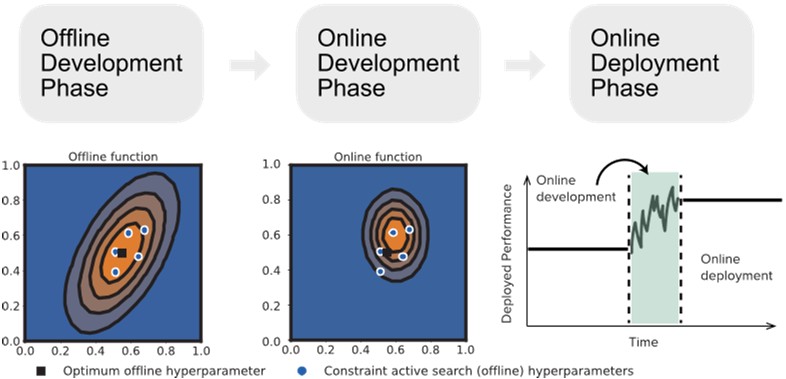 Offline
Development
Phase
Online
Development
Phase
Online
Deployment
Phase
Offline function
1.0
0.8
0.6
0.4
0.2
0.0
0.0 0.2 0.4 0.6 0.8 1.0
Online function
1.0
0.8
0.6
0.4
0.2
0.0
0.0 0.2 0.4 0.6 0.8 1.0
Deployed Performance
Online
development
Online
deployment
Time
Optimum offline hyperparameter
Constraint active search (offline) hyperparameters